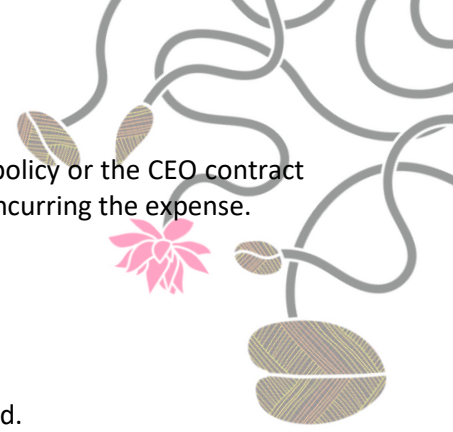 policy or the CEO contract
ncurring the expense.
d.